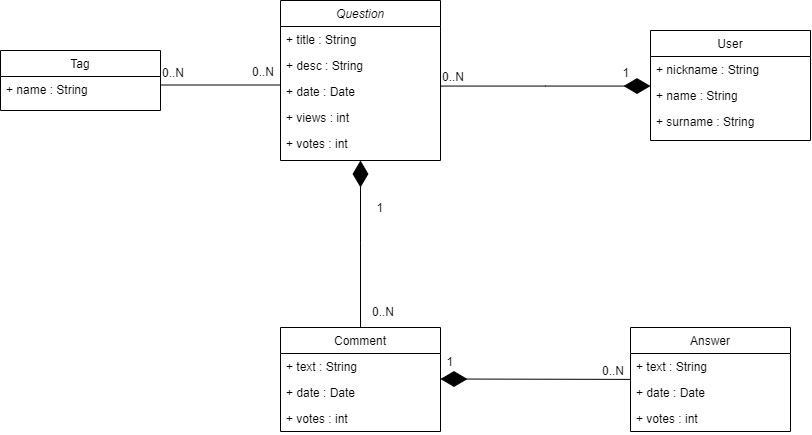 Question
+ title : String
+ desc : String
+ date : Date
+ views : int
+ votes : int
Tag
+ name : String
0..N
0..N
0..N
1
User
+ nickname : String
+ name : String
+ surname : String
1
0..N
Comment
+ text : String
+ date : Date
+ votes : int
1
0..N
Answer
+ text : String
+ date : Date
+ votes : int